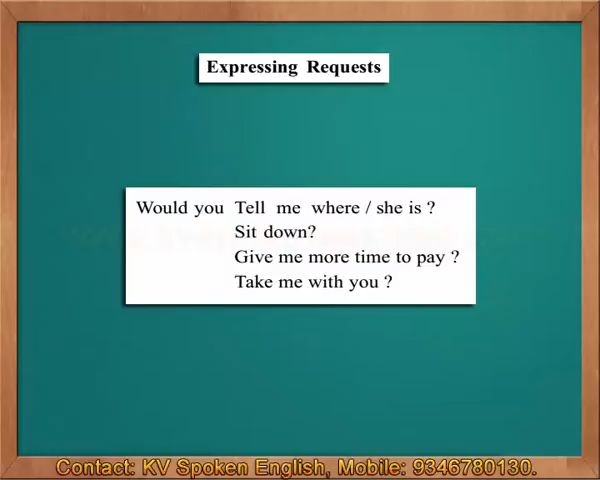 Expressing Requests
Would you Tell me where / she is ?
Sit down?
Give me more time to pay ?
Take me with you ?
Contact: KV Spoken English, Mobile: 9346780130.